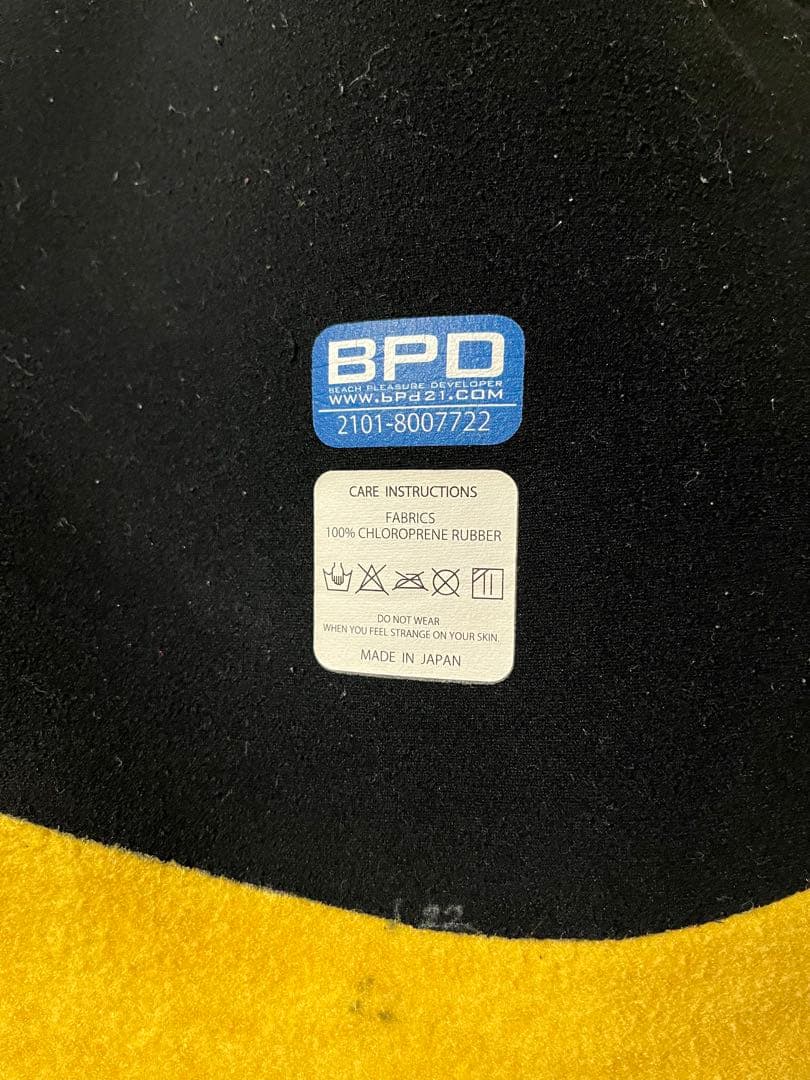 BPD
BEACH PLEASURE DEVELOPER
WWW.bPd21.COM
2101-8007722
CARE INSTRUCTIONS
FABRICS
100% CHLOROPRENE RUBBER
DO NOT WEAR
WHEN YOU FEEL STRANGE ON YOUR SKIN.
MADE IN JAPAN